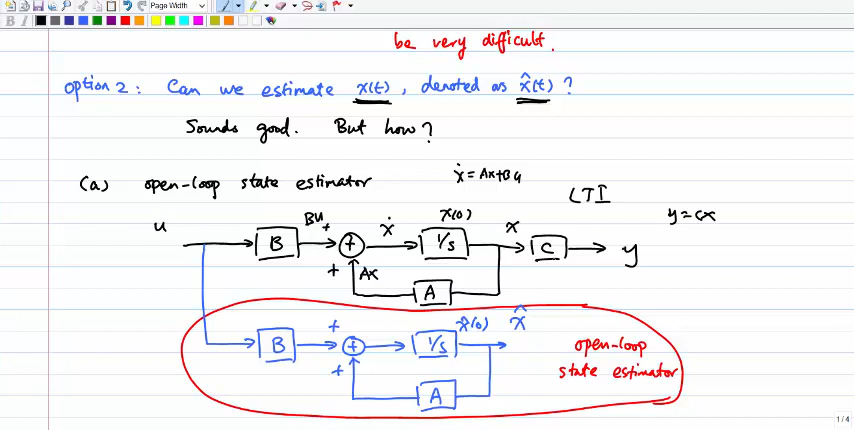 Page Width
B I
be very difficult.
option 2: Can we estimate x(t), denoted as x̂(t)?
Sounds good. But how?
(a) open-loop state estimator
ẋ = Ax+Bu
LTI
y = Cx
u
B
Bu
+
+
ẋ
x(0)
1/s
x
C
y
+
Ax
A
B
+
+
x̂(0)
1/s
x̂
+
A
open-loop
state estimator
1/4